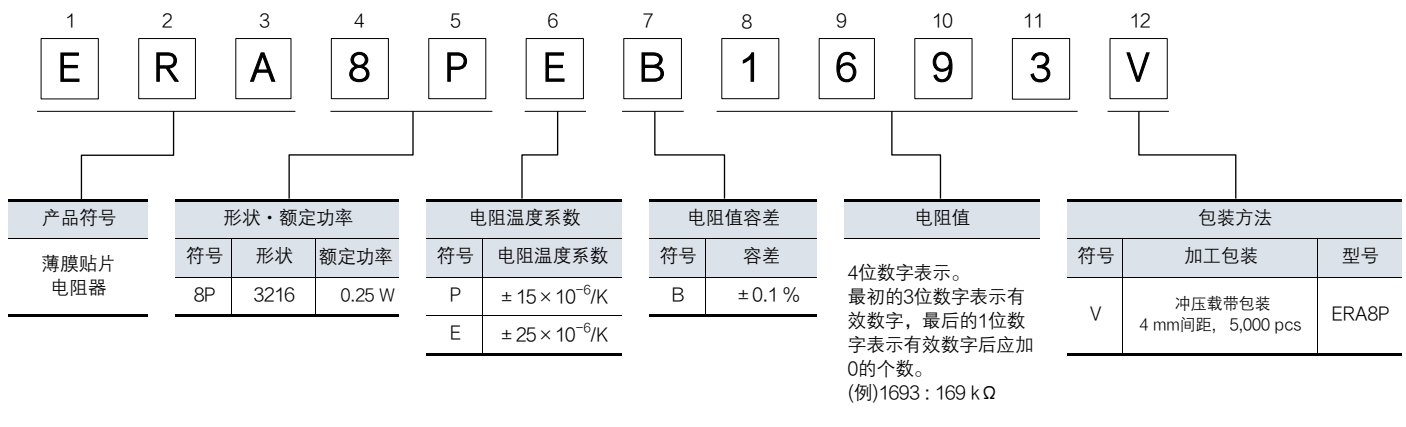 1 2 3 4 5 6 7 8 9 10 11 12
E R A 8 P E B 1 6 9 3 V
产品符号
薄膜贴片
电阻器
形状・额定功率
符号 形状 额定功率
8P 3216 0.25 W
电阻温度系数
符号 电阻温度系数
P ±15×10⁻⁶/K
E ±25×10⁻⁶/K
电阻值容差
符号 容差
B ±0.1 %
电阻值
4位数字表示。
最初的3位数字表示有
效数字，最后的1位数
字表示有效数字后应加
0的个数。
(例)1693 : 169 kΩ
包装方法
符号 加工包装 型号
V 冲压载带包装 ERA8P
4 mm间距，5,000 pcs